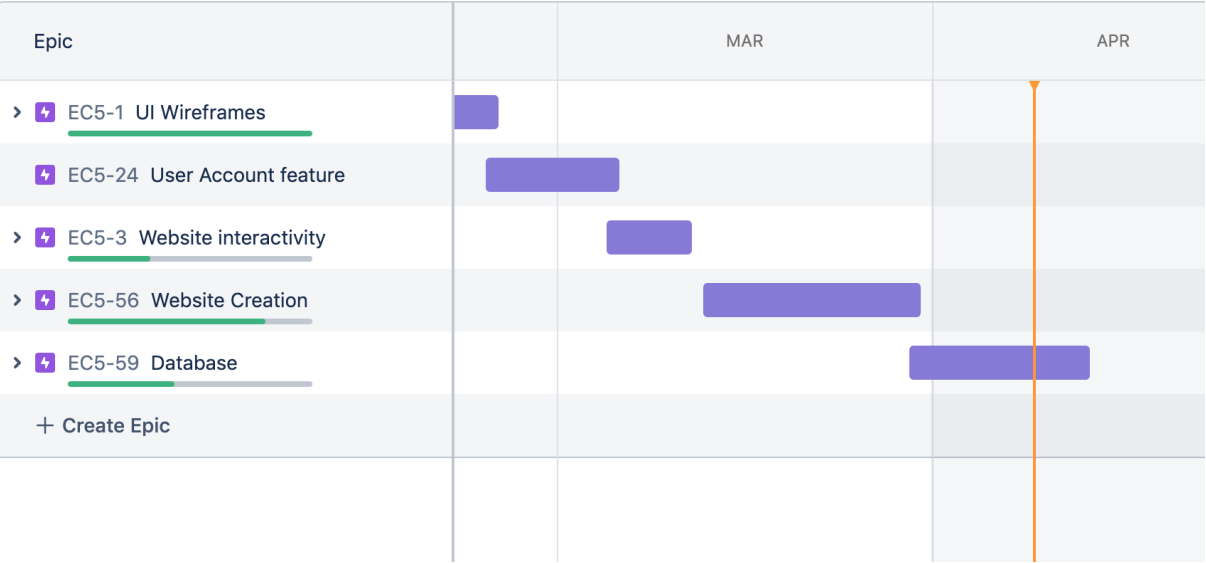 Epic
MAR
APR
EC5-1 UI Wireframes
EC5-24 User Account feature
EC5-3 Website interactivity
EC5-56 Website Creation
EC5-59 Database
+ Create Epic